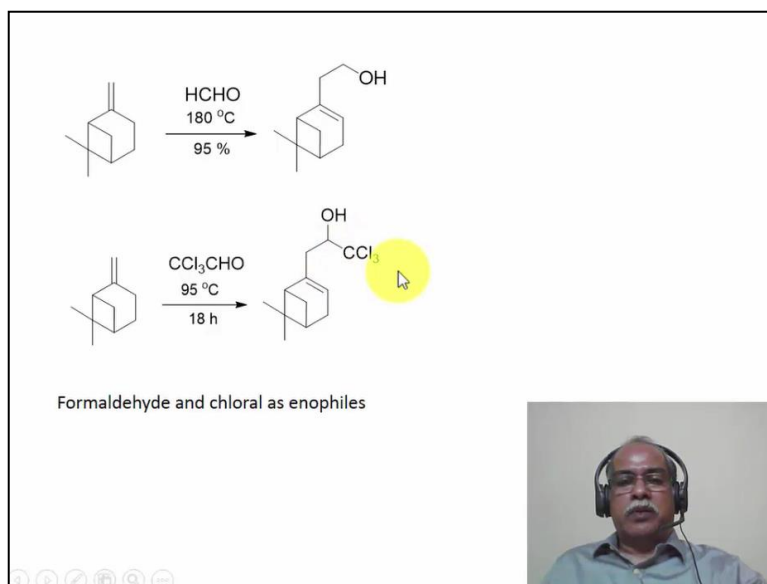 OH
HCHO
180 °C
95 %
OH
CCl₃
CCl₃CHO
95 °C
18 h
Formaldehyde and chloral as enophiles